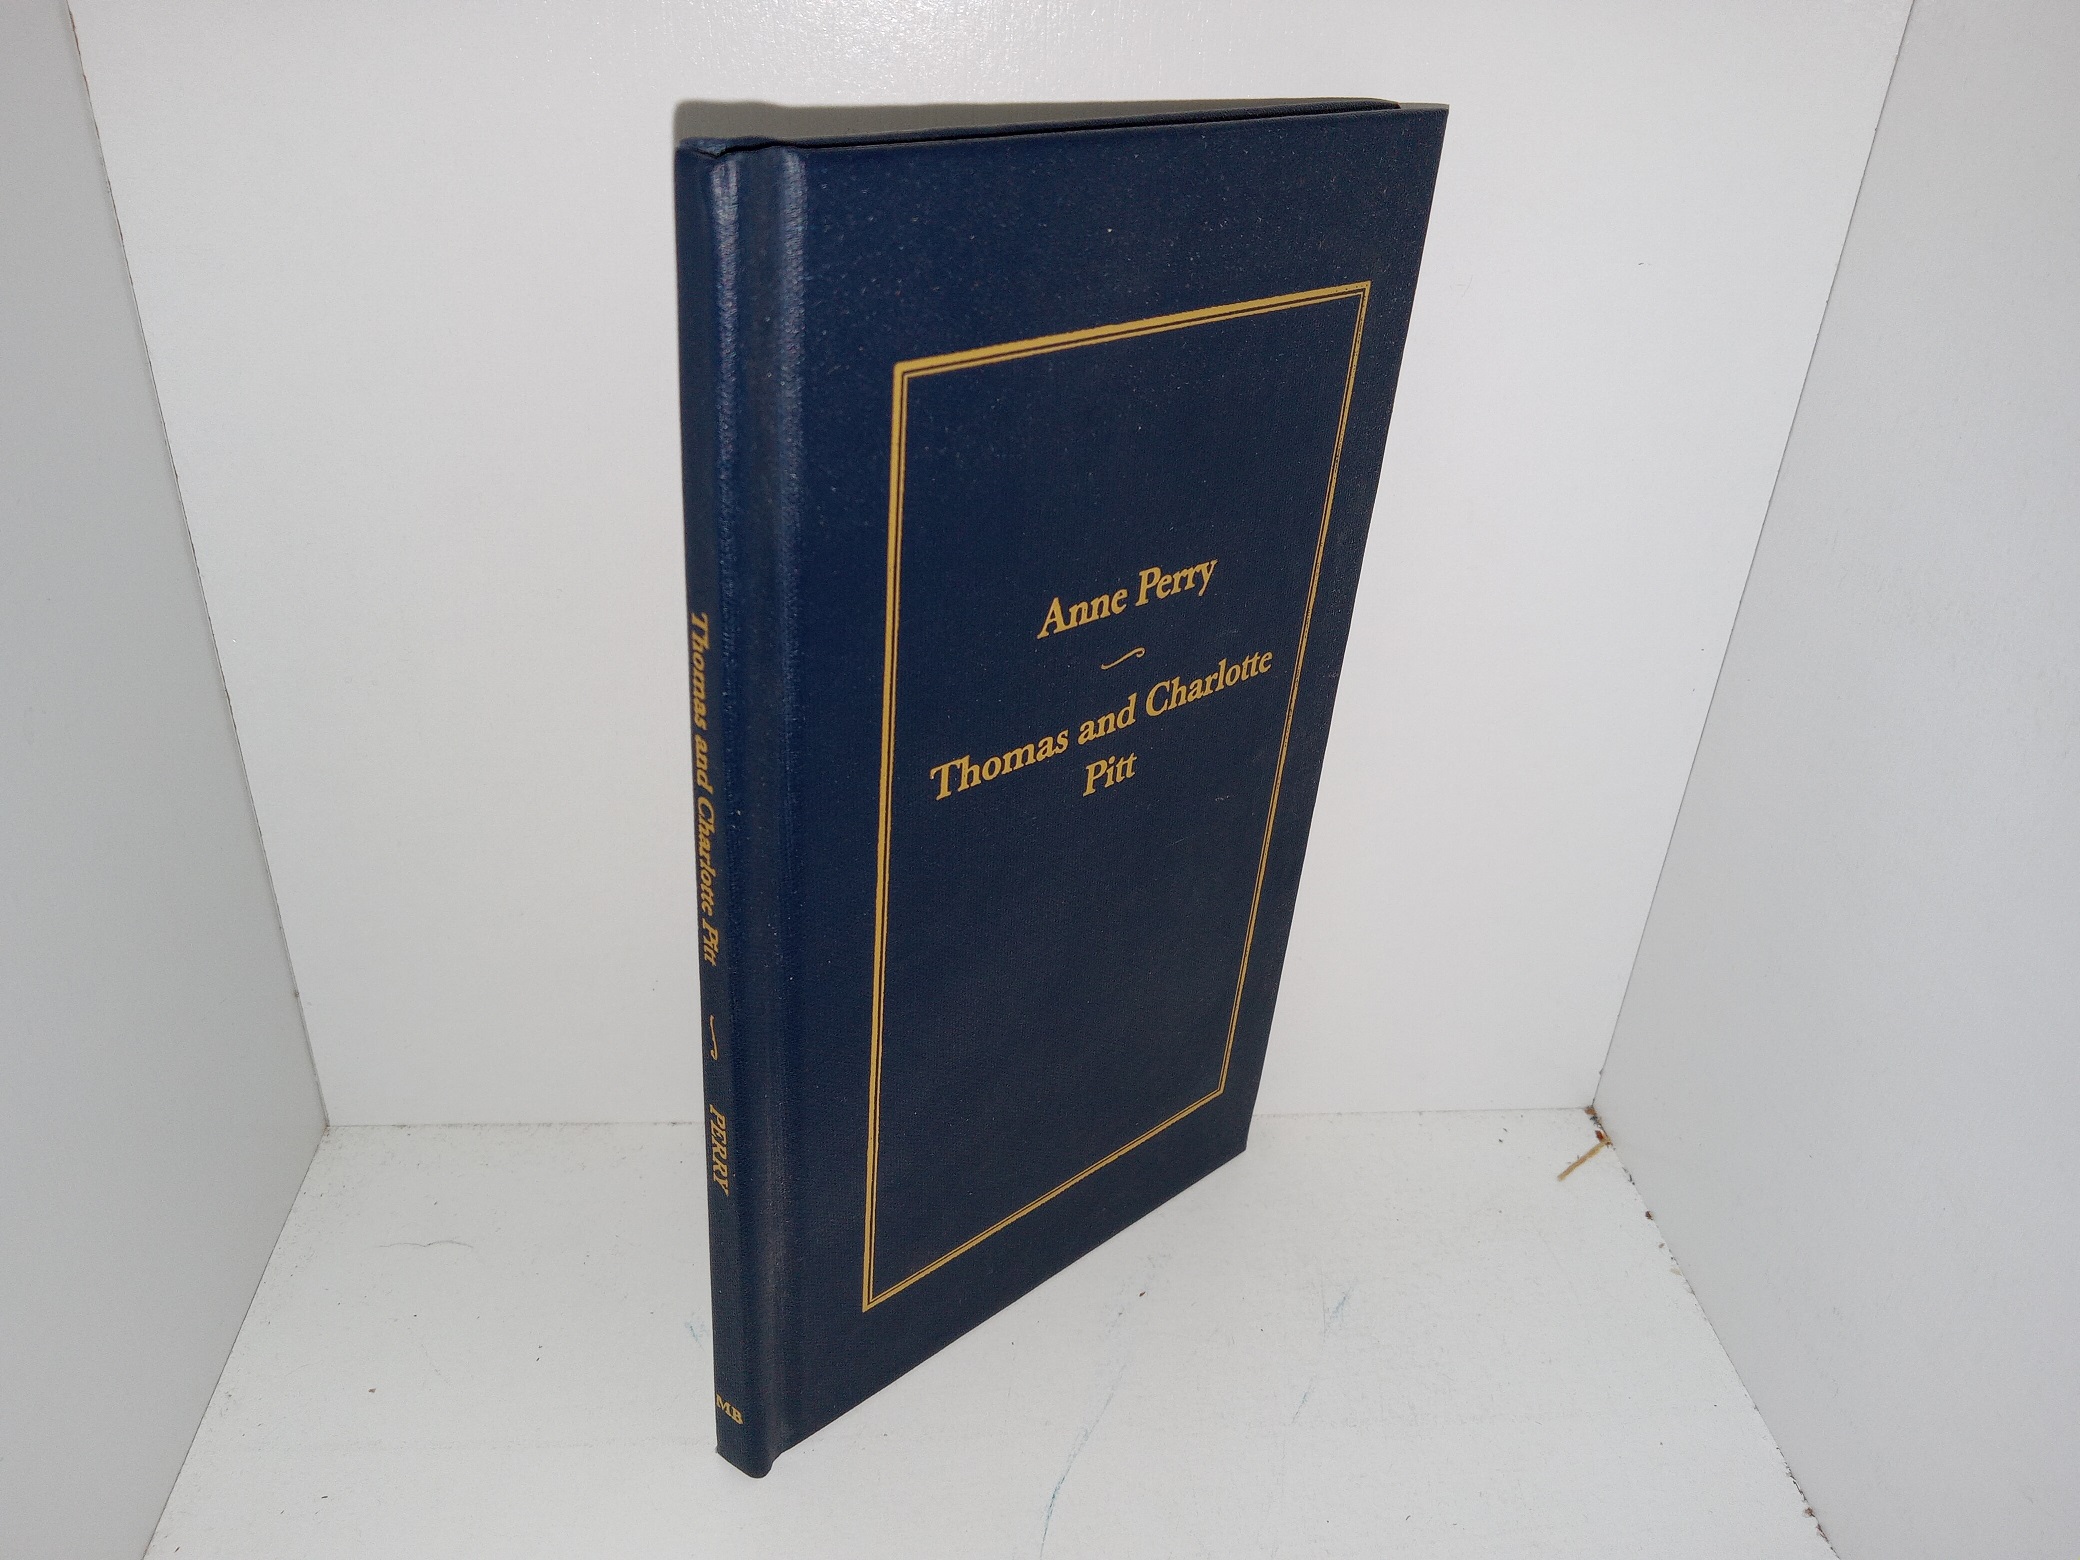 Anne Perry
Thomas and Charlotte
Pitt
Thomas and Charlotte Pitt PERRY MB